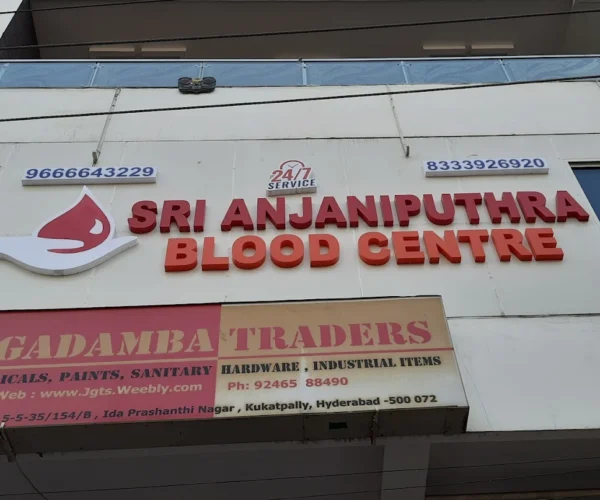 9666643229
24/7
SERVICE
8333926920
SRI ANJANIPUTHRA
BLOOD CENTRE
GADAMBA TRADERS
ICALS, PAINTS, SANITARY HARDWARE , INDUSTRIAL ITEMS
Web : www.Jgts.Weebly.com Ph: 92465 88490
5-5-35/154/B , Ida Prashanthi Nagar , Kukatpally, Hyderabad -500 072